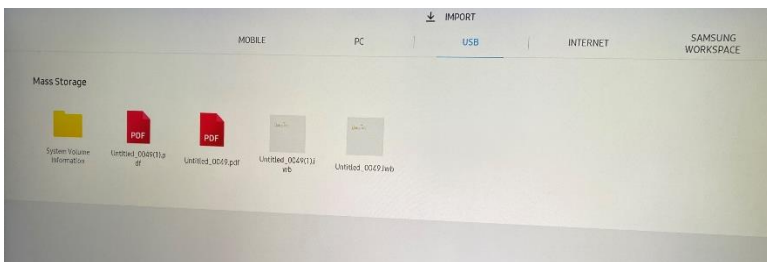 IMPORT
MOBILE
PC
USB
INTERNET
SAMSUNG
WORKSPACE
Mass Storage
PDF
PDF
System Volume
Information
Untitled_0049(1).p
df
Untitled_0049.pdf
Untitled_0049(1).i
wb
Untitled_0049.iwb